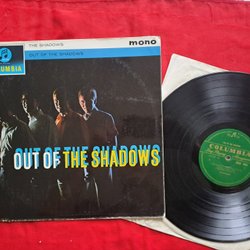 THE SHADOWS
mono
OUT OF THE SHADOWS
COLUMBIA
OUT OF THE SHADOWS
COLUMBIA